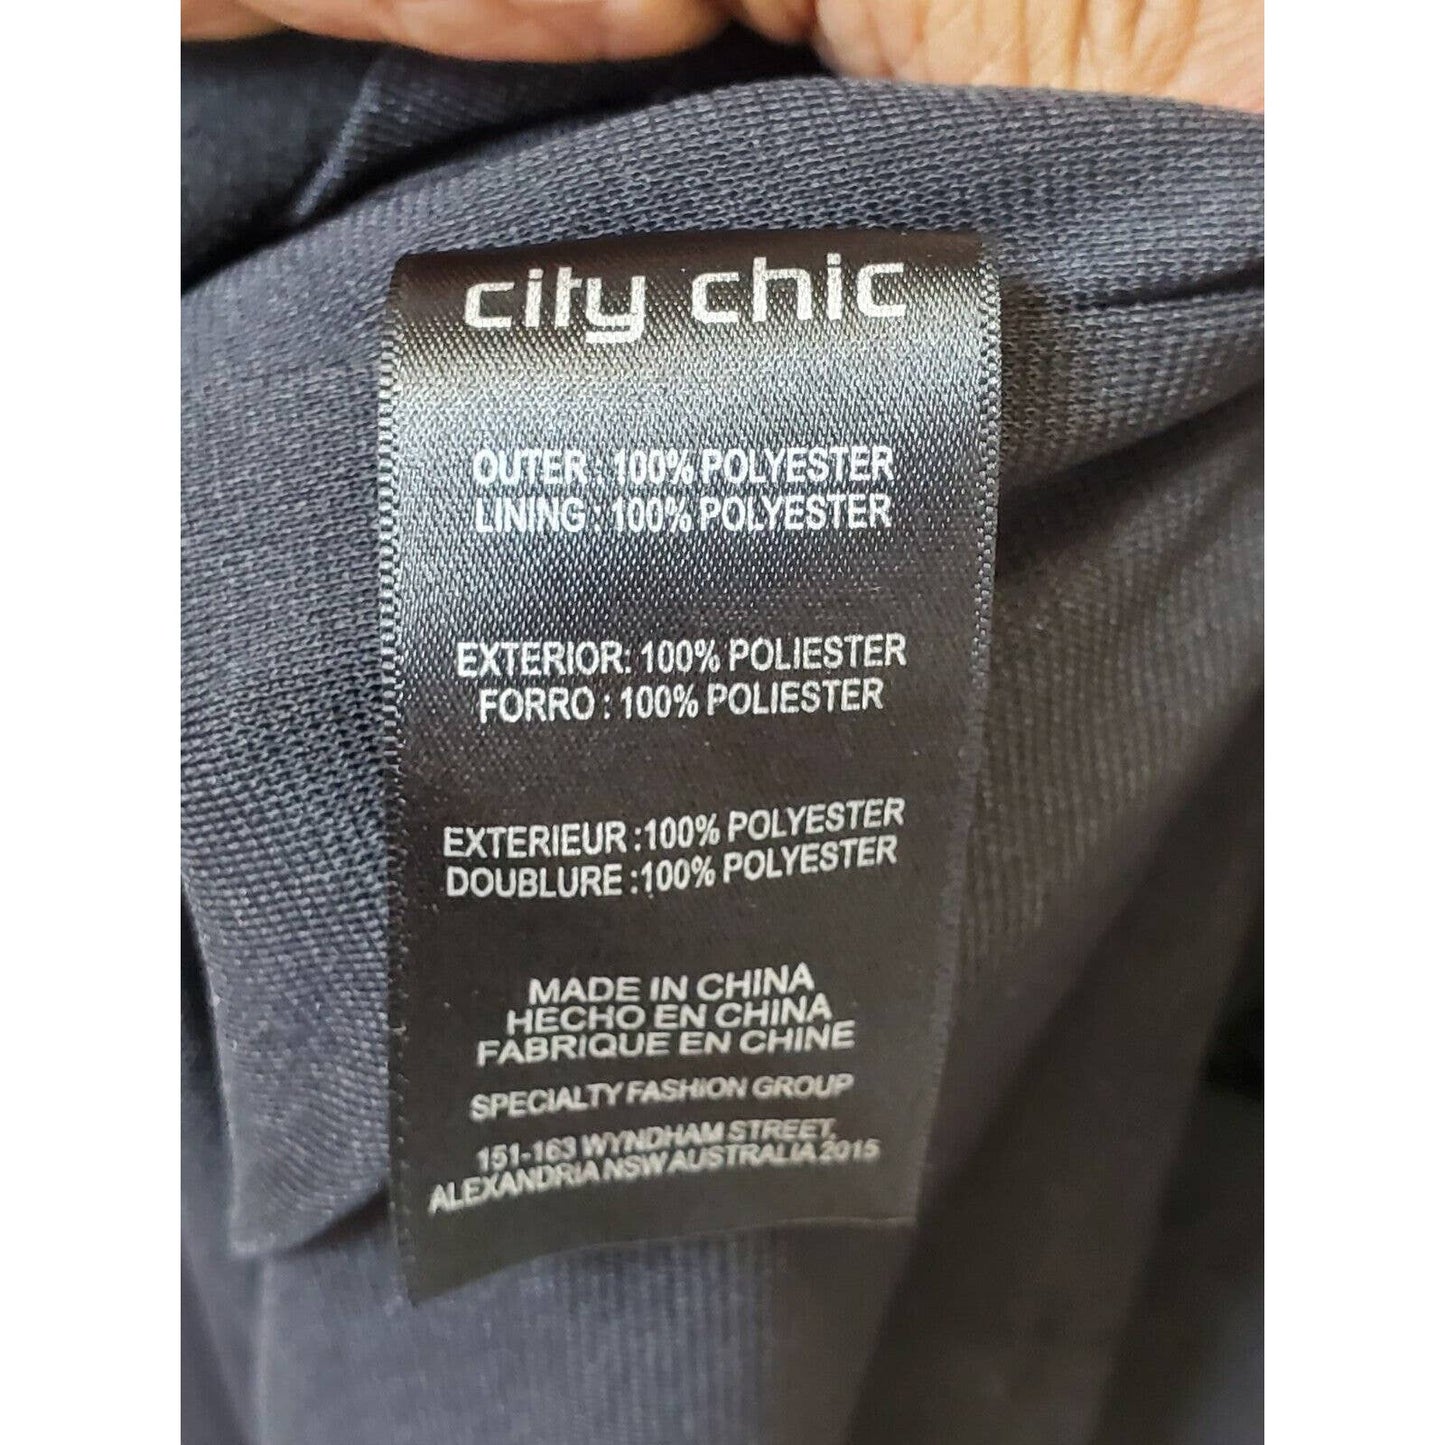 city chic
OUTER : 100% POLYESTER
LINING : 100% POLYESTER
EXTERIOR: 100% POLIESTER
FORRO : 100% POLIESTER
EXTERIEUR :100% POLYESTER
DOUBLURE :100% POLYESTER
MADE IN CHINA
HECHO EN CHINA
FABRIQUE EN CHINE
SPECIALTY FASHION GROUP
151-163 WYNDHAM STREET,
ALEXANDRIA NSW AUSTRALIA 2015